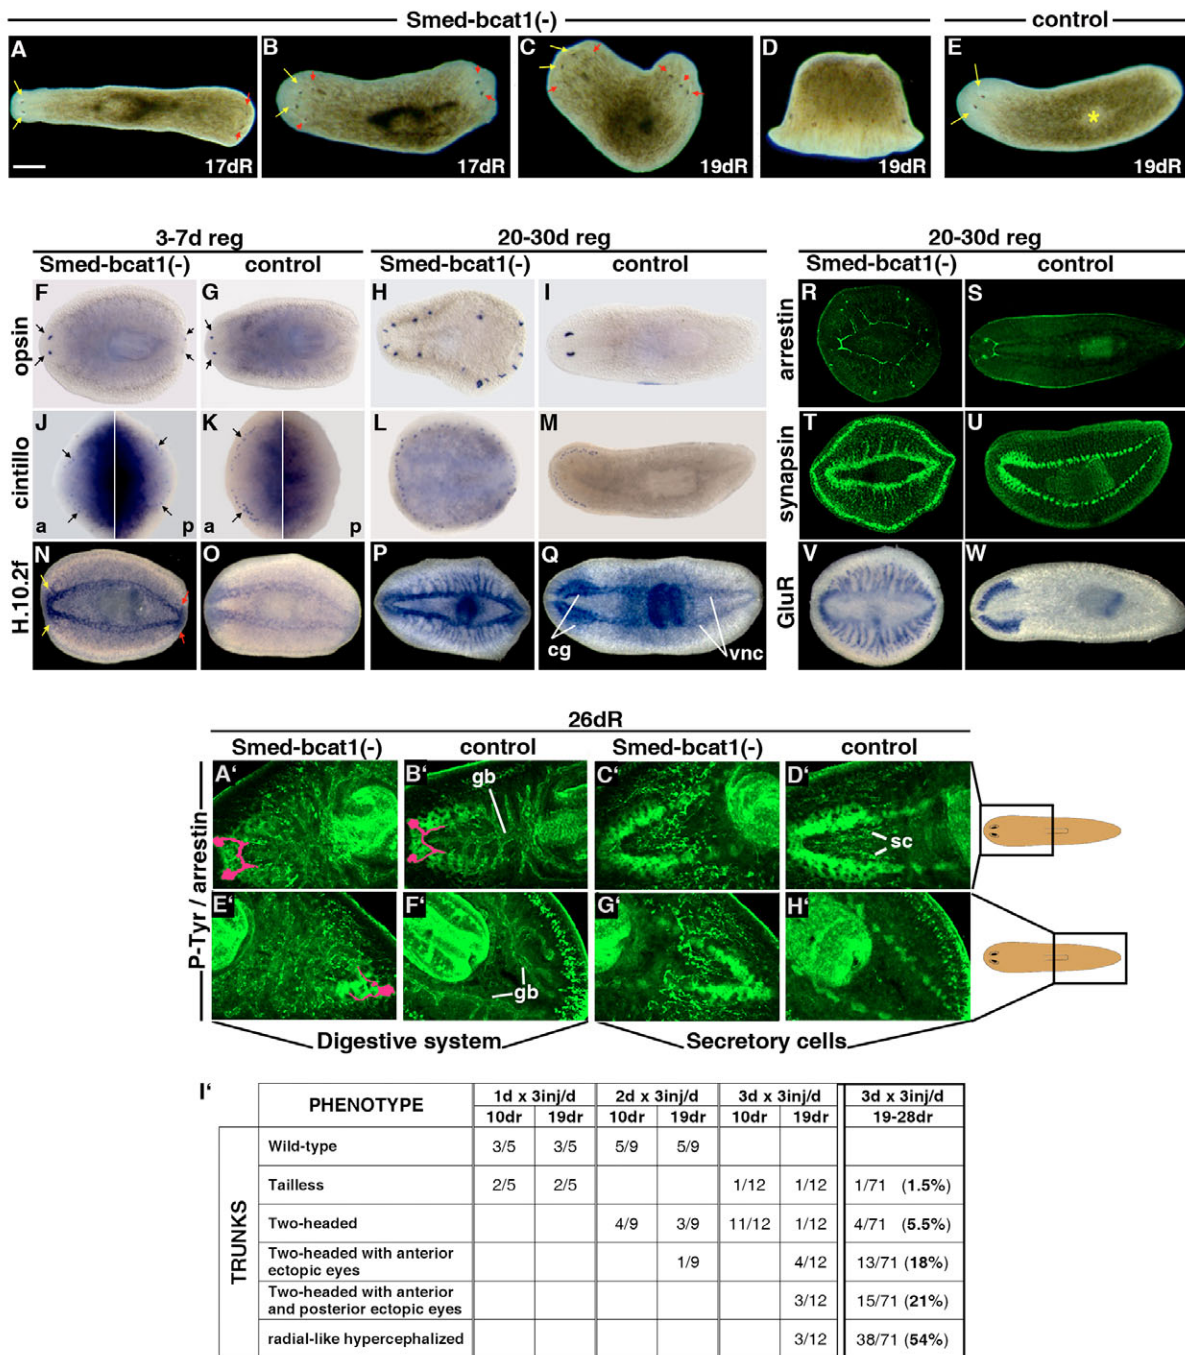 Smed-bcat1(-) control
A B C D E
17dR 17dR 19dR 19dR 19dR
3-7d reg 20-30d reg 20-30d reg
Smed-bcat1(-) control Smed-bcat1(-) control Smed-bcat1(-) control
opsin F G H I arrestin R S
cintillo J K L M synapsin T U
a p a p
H.10.2f N O P Q GluR V W
cg vnc
26dR
Smed-bcat1(-) control Smed-bcat1(-) control
P-Tyr / arrestin
A' B' C' D'
gb sc
E' F' G' H'
gb
Digestive system Secretory cells
I'
PHENOTYPE 1d x 3inj/d 2d x 3inj/d 3d x 3inj/d 3d x 3inj/d
10dr 19dr 10dr 19dr 10dr 19dr 19-28dr
TRUNKS
Wild-type 3/5 3/5 5/9 5/9
Tailless 2/5 2/5 1/12 1/12 1/71 (1.5%)
Two-headed 4/9 3/9 11/12 1/12 4/71 (5.5%)
Two-headed with anterior
ectopic eyes 1/9 4/12 13/71 (18%)
Two-headed with anterior
and posterior ectopic eyes 3/12 15/71 (21%)
radial-like hypercephalized 3/12 38/71 (54%)